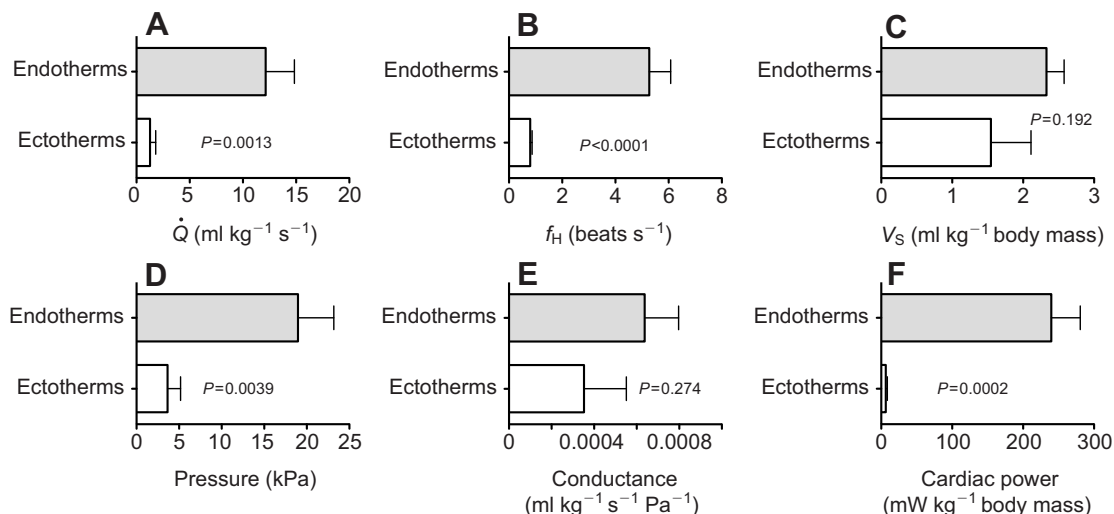 A
Endotherms
Ectotherms
P=0.0013
0 5 10 15 20
Q̇ (ml kg⁻¹ s⁻¹)
B
Endotherms
Ectotherms
P<0.0001
0 2 4 6 8
fH (beats s⁻¹)
C
Endotherms
Ectotherms
P=0.192
0 1 2 3
VS (ml kg⁻¹ body mass)
D
Endotherms
Ectotherms
P=0.0039
0 5 10 15 20 25
Pressure (kPa)
E
Endotherms
Ectotherms
P=0.274
0 0.0004 0.0008
Conductance
(ml kg⁻¹ s⁻¹ Pa⁻¹)
F
Endotherms
Ectotherms
P=0.0002
0 100 200 300
Cardiac power
(mW kg⁻¹ body mass)